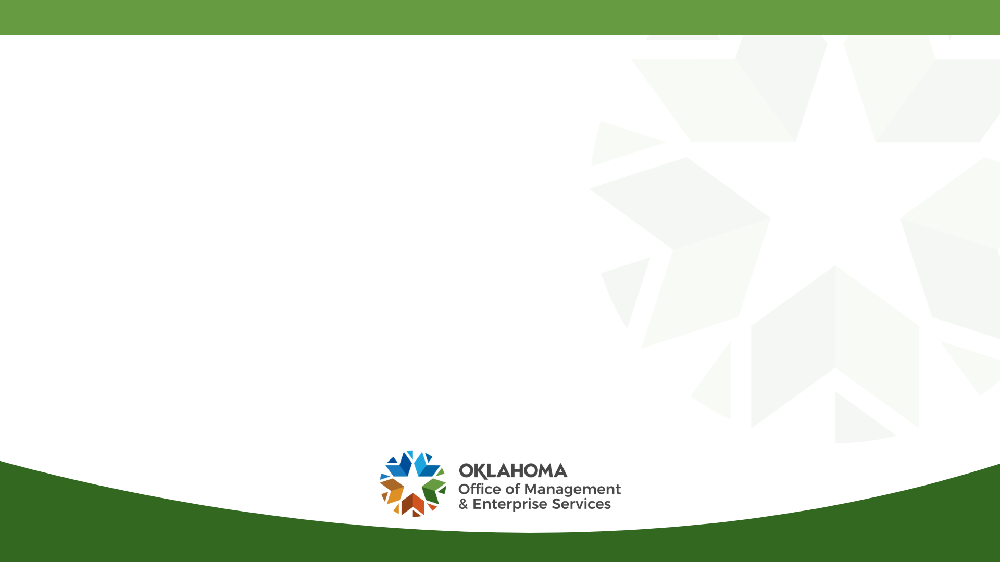 OKLAHOMA
Office of Management
& Enterprise Services